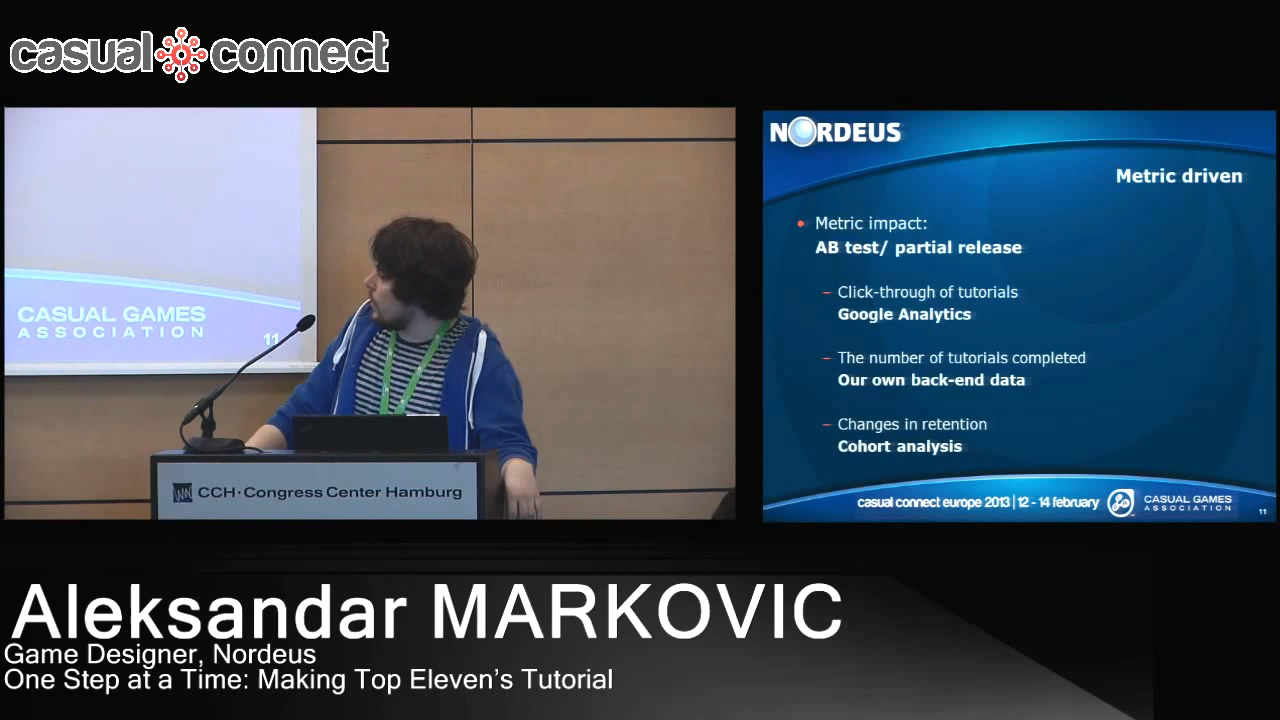 casual connect
NORDEUS
Metric driven
Metric impact:
AB test/ partial release
– Click-through of tutorials
Google Analytics
– The number of tutorials completed
Our own back-end data
– Changes in retention
Cohort analysis
casual connect europe 2013 | 12 - 14 february
CASUAL GAMES
ASSOCIATION
11
CASUAL GAMES
ASSOCIATION
11
CCH · Congress Center Hamburg
Aleksandar MARKOVIC
Game Designer, Nordeus
One Step at a Time: Making Top Eleven’s Tutorial